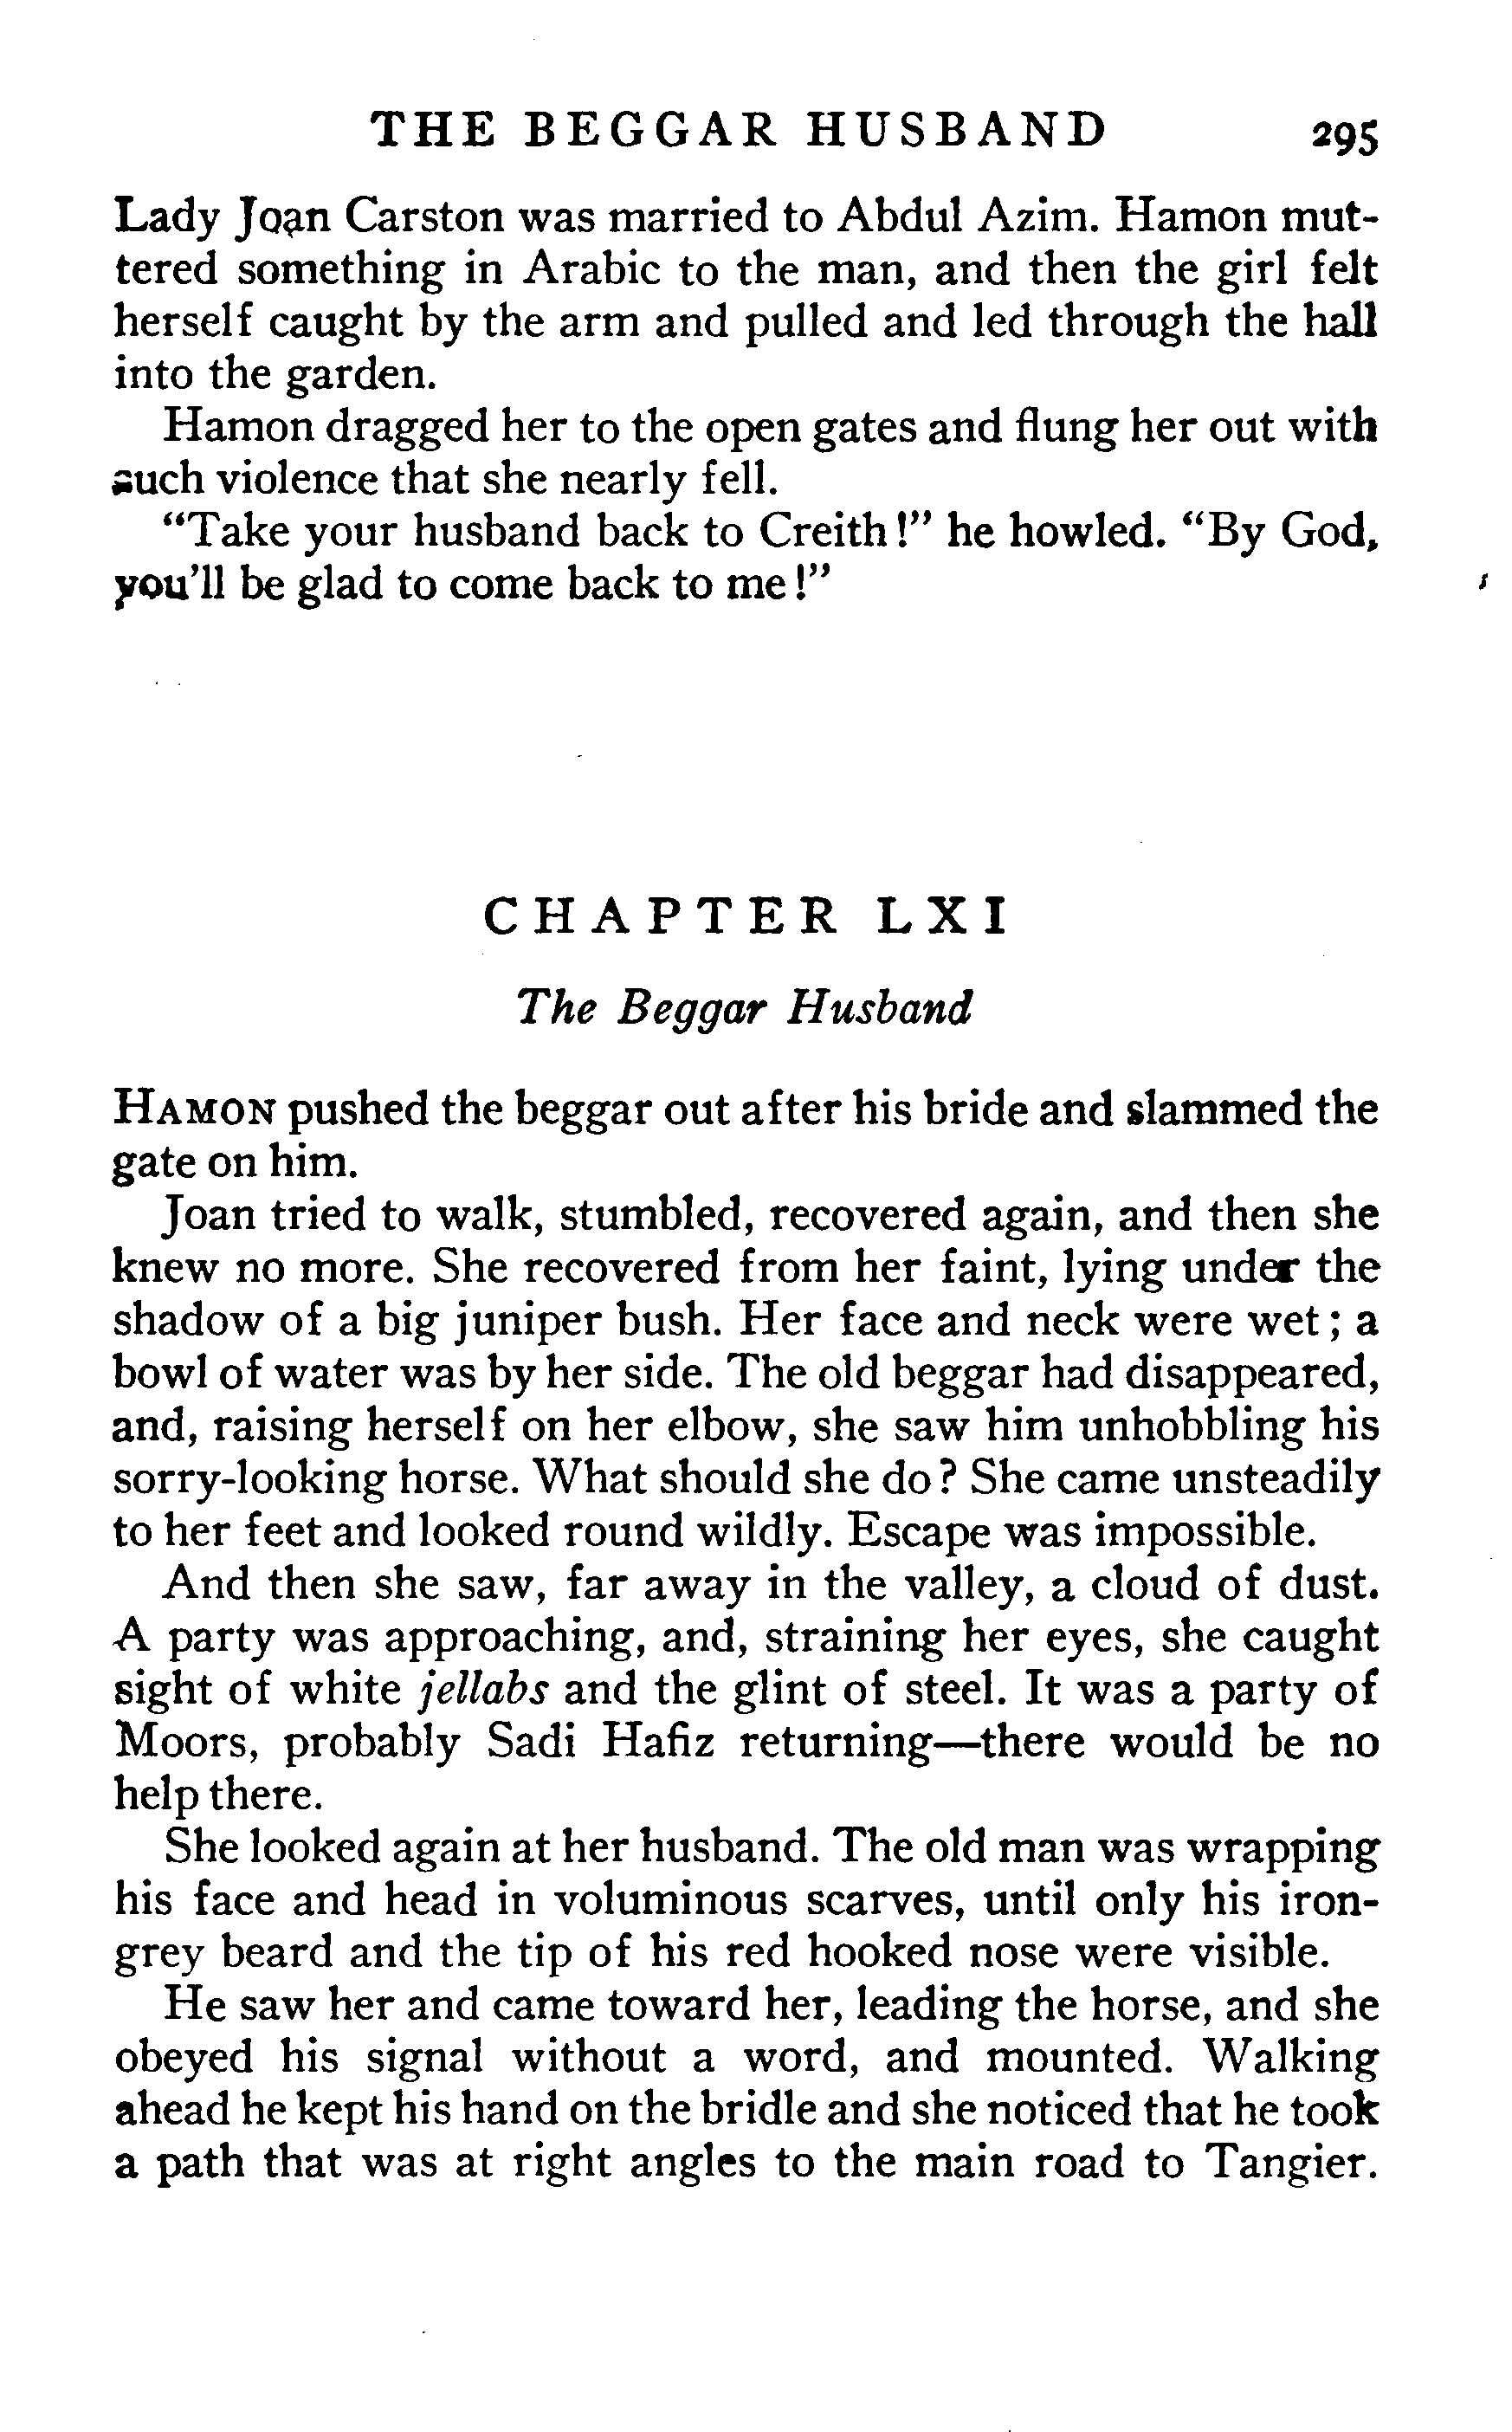 THE BEGGAR HUSBAND 295
Lady Joan Carston was married to Abdul Azim. Hamon mut-
tered something in Arabic to the man, and then the girl felt
herself caught by the arm and pulled and led through the hall
into the garden.
Hamon dragged her to the open gates and flung her out with
such violence that she nearly fell.
"Take your husband back to Creith!" he howled. "By God,
you'll be glad to come back to me!"
CHAPTER LXI
The Beggar Husband
HAMON pushed the beggar out after his bride and slammed the
gate on him.
Joan tried to walk, stumbled, recovered again, and then she
knew no more. She recovered from her faint, lying under the
shadow of a big juniper bush. Her face and neck were wet; a
bowl of water was by her side. The old beggar had disappeared,
and, raising herself on her elbow, she saw him unhobbling his
sorry-looking horse. What should she do? She came unsteadily
to her feet and looked round wildly. Escape was impossible.
And then she saw, far away in the valley, a cloud of dust.
A party was approaching, and, straining her eyes, she caught
sight of white jellabs and the glint of steel. It was a party of
Moors, probably Sadi Hafiz returning—there would be no
help there.
She looked again at her husband. The old man was wrapping
his face and head in voluminous scarves, until only his iron-
grey beard and the tip of his red hooked nose were visible.
He saw her and came toward her, leading the horse, and she
obeyed his signal without a word, and mounted. Walking
ahead he kept his hand on the bridle and she noticed that he took
a path that was at right angles to the main road to Tangier.